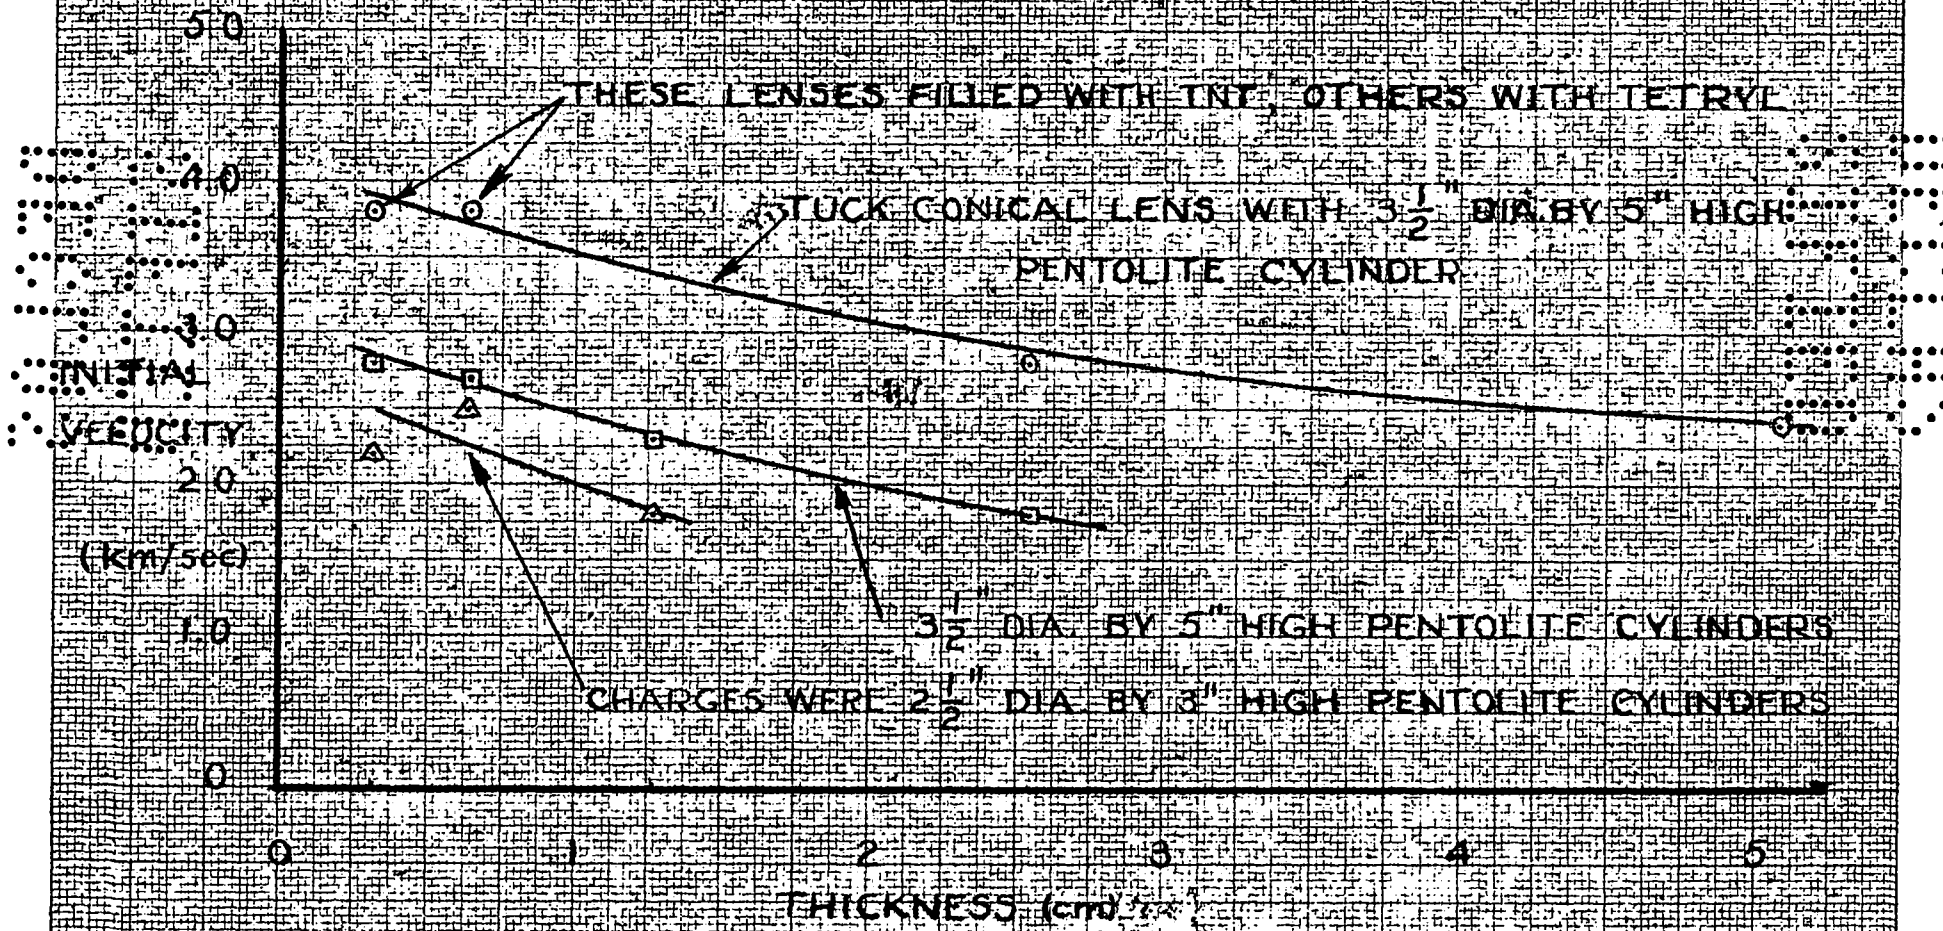 5.0
THESE LENSES FILLED WITH TNT, OTHERS WITH TETRYL
4.0
TUCK CONICAL LENS WITH 3 1/2" DIA. BY 5" HIGH
PENTOLITE CYLINDER
3.0
INITIAL
VELOCITY
2.0
(km/sec)
1.0
3 1/2" DIA. BY 5" HIGH PENTOLITE CYLINDERS
CHARGES WERE 2 1/2" DIA. BY 3" HIGH PENTOLITE CYLINDERS
0
0 1 2 3 4 5
THICKNESS (cm)